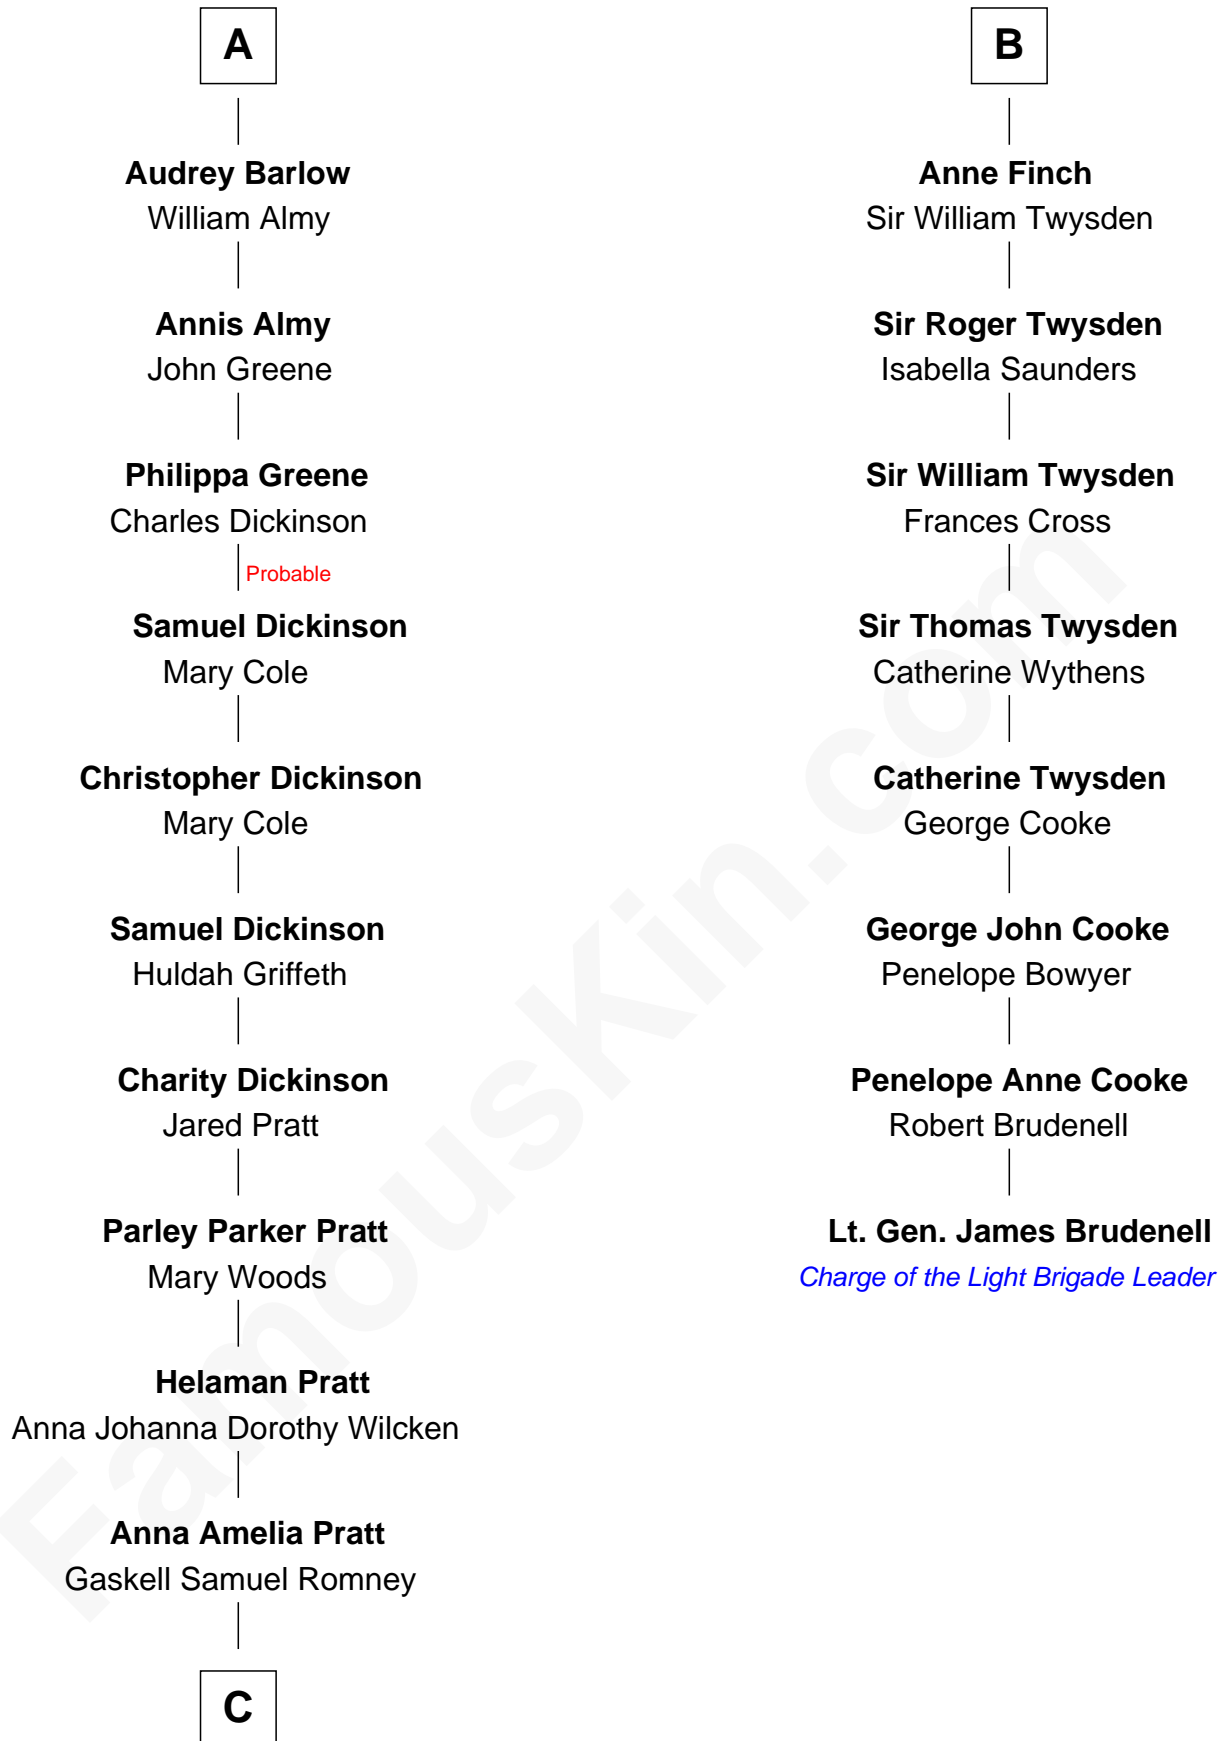 A
Audrey Barlow
William Almy
Annis Almy
John Greene
Philippa Greene
Charles Dickinson
Probable
Samuel Dickinson
Mary Cole
Christopher Dickinson
Mary Cole
Samuel Dickinson
Huldah Griffeth
Charity Dickinson
Jared Pratt
Parley Parker Pratt
Mary Woods
Helaman Pratt
Anna Johanna Dorothy Wilcken
Anna Amelia Pratt
Gaskell Samuel Romney
C
B
Anne Finch
Sir William Twysden
Sir Roger Twysden
Isabella Saunders
Sir William Twysden
Frances Cross
Sir Thomas Twysden
Catherine Wythens
Catherine Twysden
George Cooke
George John Cooke
Penelope Bowyer
Penelope Anne Cooke
Robert Brudenell
Lt. Gen. James Brudenell
Charge of the Light Brigade Leader
FamousKin.com